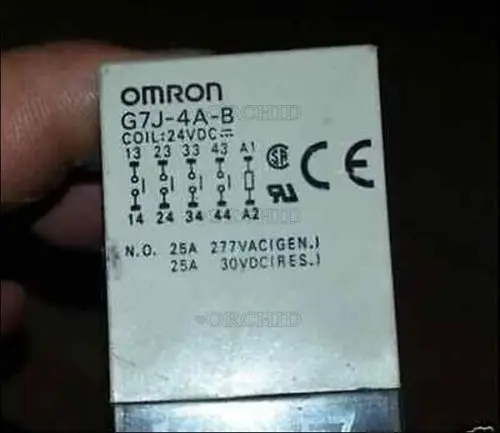 ORCHID
OMRON
G7J-4A-B
COIL:24VDC⎓
13 23 33 43 A1
14 24 34 44 A2
N.O. 25A 277VAC(GEN.)
25A 30VDC(RES.)
ORCHID
ORCHID